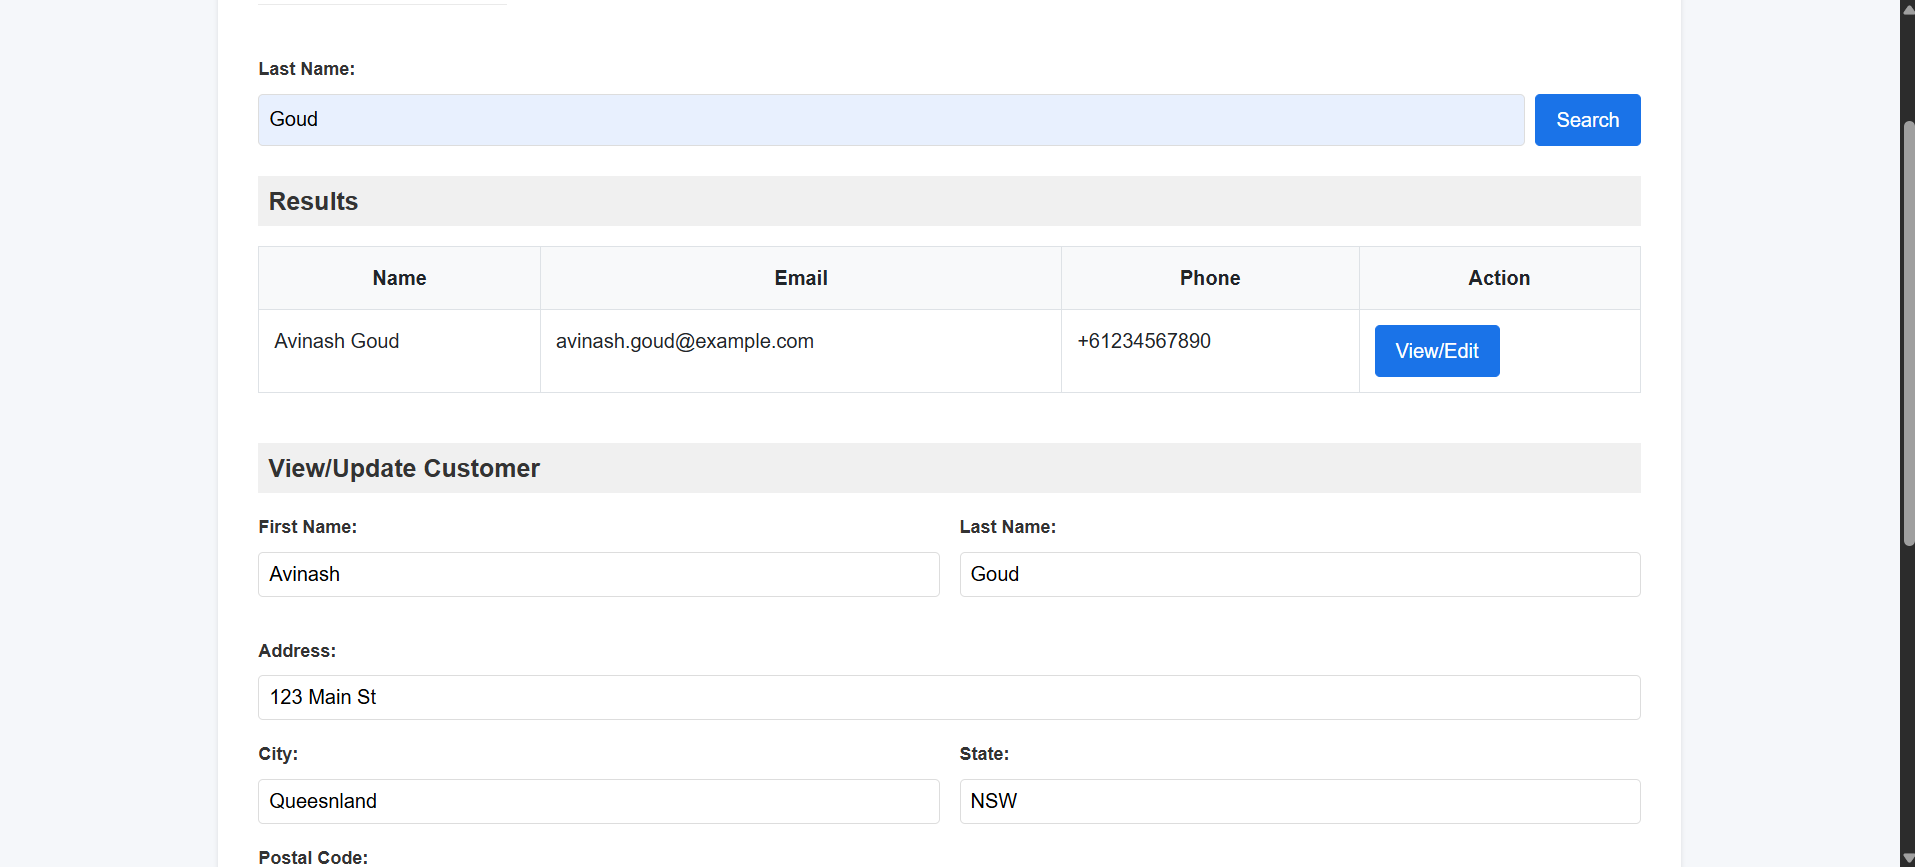 Last Name:
Goud
Search
Results
Name Email Phone Action
Avinash Goud avinash.goud@example.com +61234567890 View/Edit
View/Update Customer
First Name: Last Name:
Avinash Goud
Address:
123 Main St
City: State:
Queesnland NSW
Postal Code: